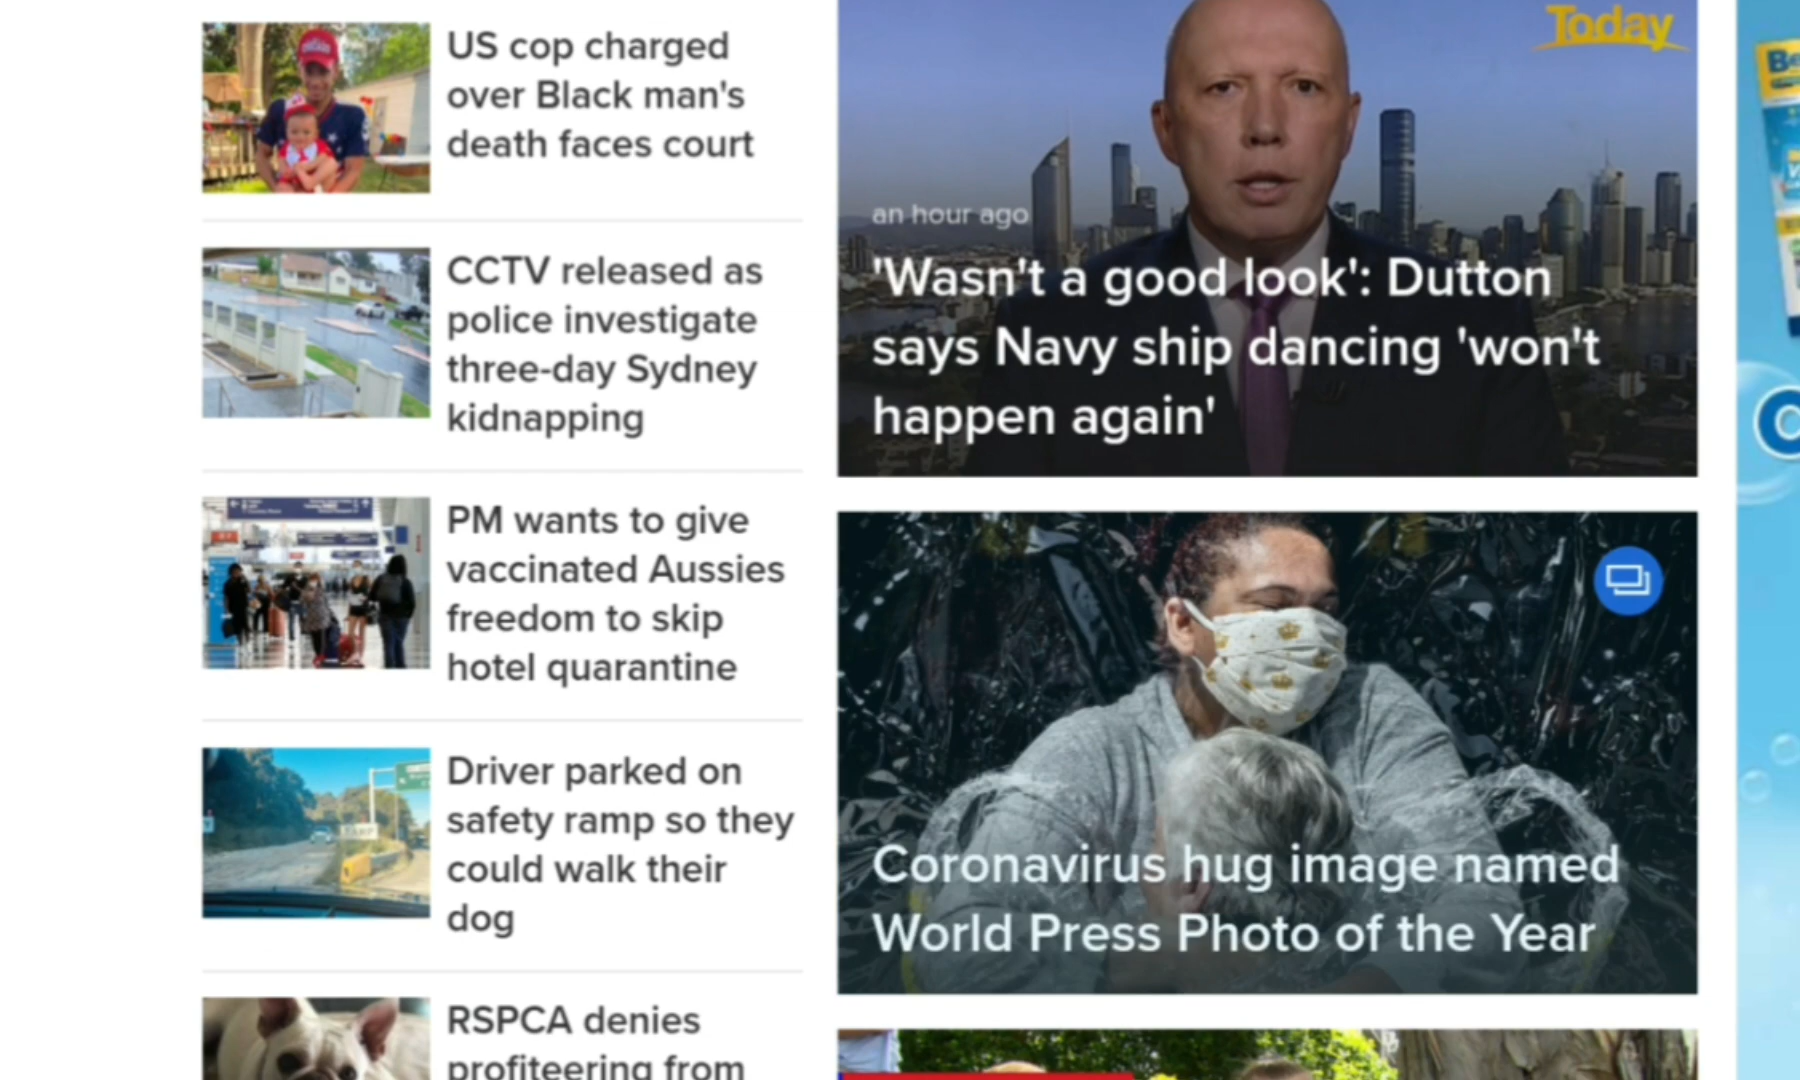 US cop charged
over Black man's
death faces court
CCTV released as
police investigate
three-day Sydney
kidnapping
PM wants to give
vaccinated Aussies
freedom to skip
hotel quarantine
RAMP
Driver parked on
safety ramp so they
could walk their
dog
RSPCA denies
profiteering from
Today
an hour ago
'Wasn't a good look': Dutton
says Navy ship dancing 'won't
happen again'
Coronavirus hug image named
World Press Photo of the Year